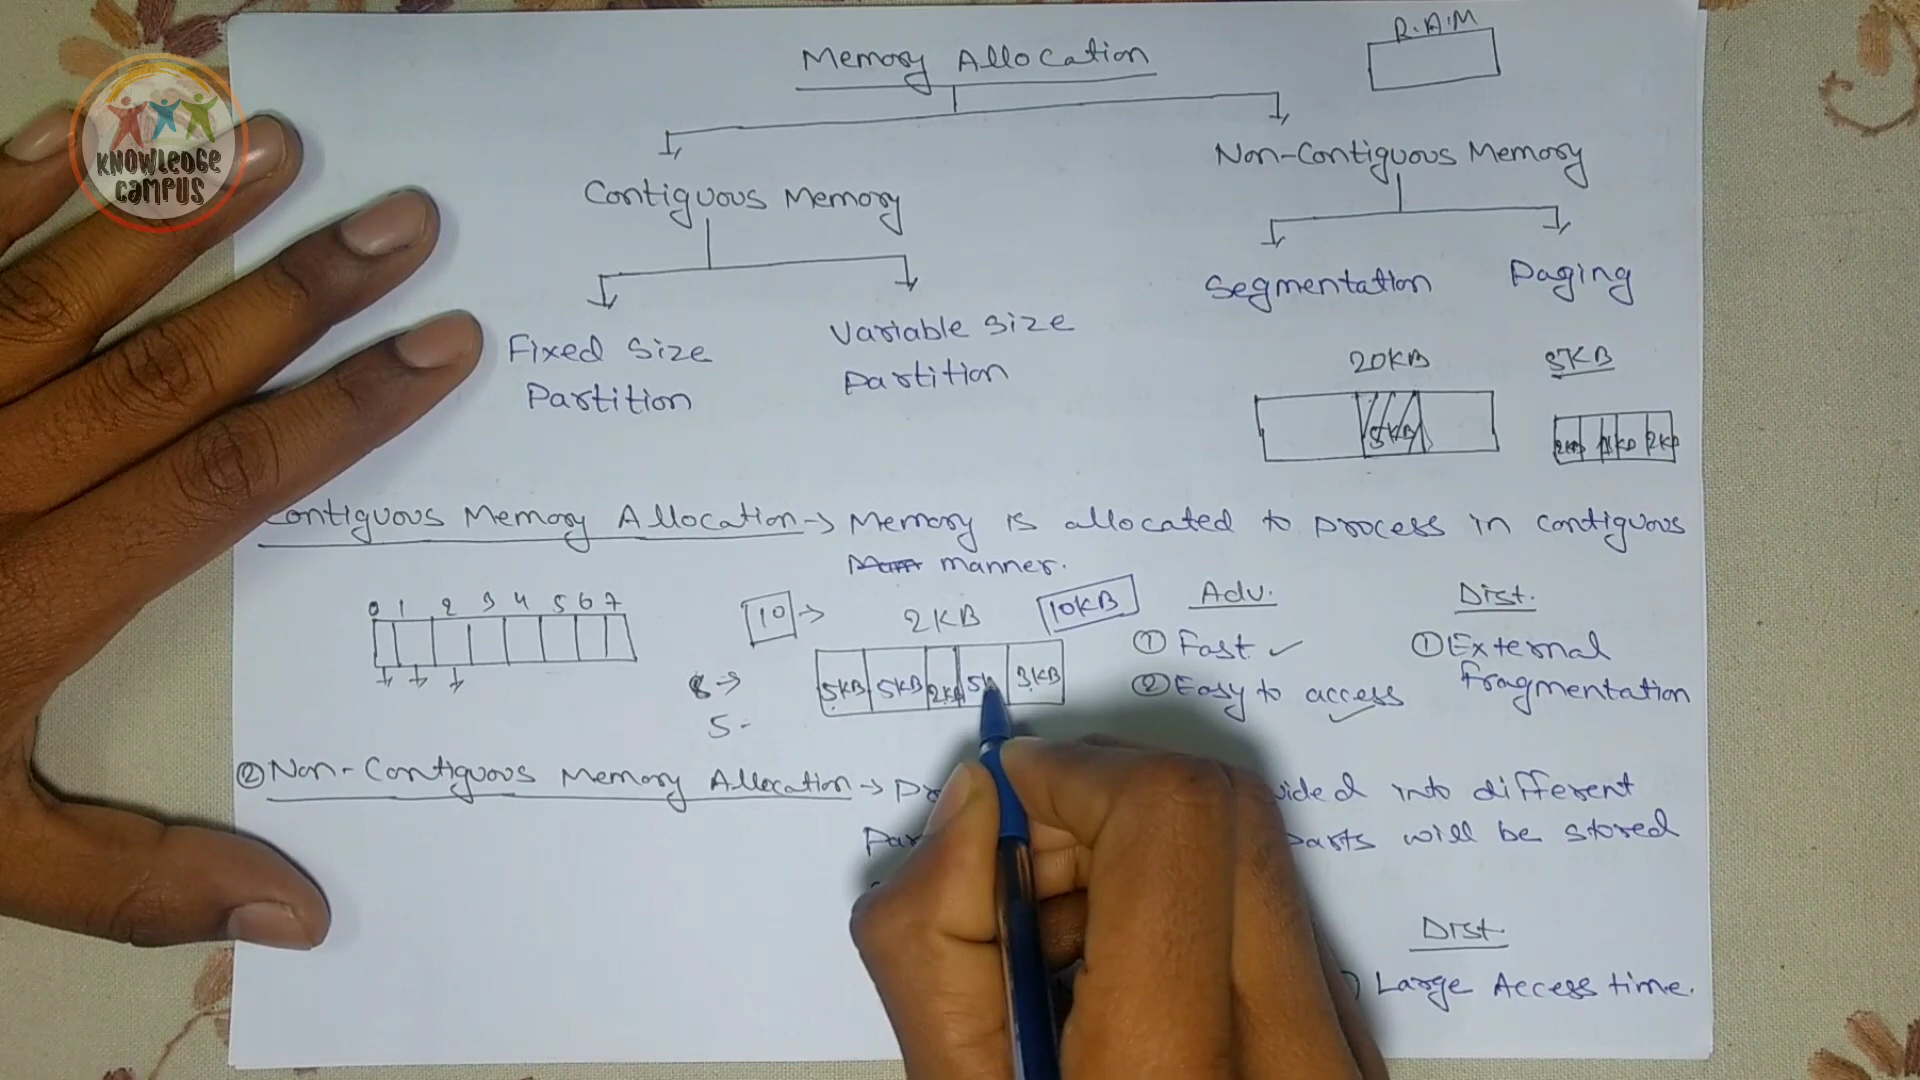 KNOWLEDGE
CAMPUS
R.A.M
Memory Allocation
Contiguous Memory
Non-Contiguous Memory
Fixed Size
Partition
Variable Size
Partition
Segmentation
Paging
20KB
5KB
5KB
2KB
2KB
Contiguous Memory Allocation → Memory is allocated to process in contiguous
manner.
0 1 2 3 4 5 6 7
10 →
2KB
10KB
8 →
5 -
5KB 5KB 2KB 5K 3KB
Adv.
① Fast ✓
② Easy to access
Dist.
① External
fragmentation
② Non-Contiguous Memory Allocation →
into different
parts will be stored
Dist.
Large Access time.